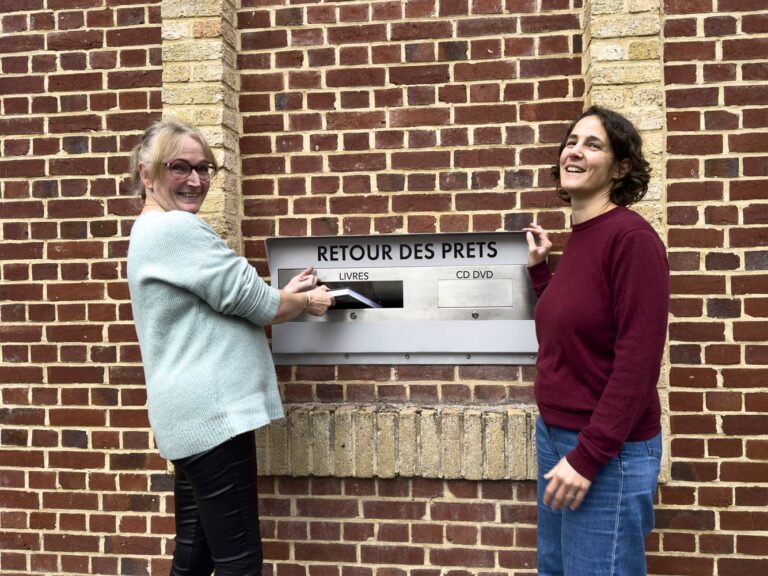 RETOUR DES PRETS
LIVRES
CD DVD